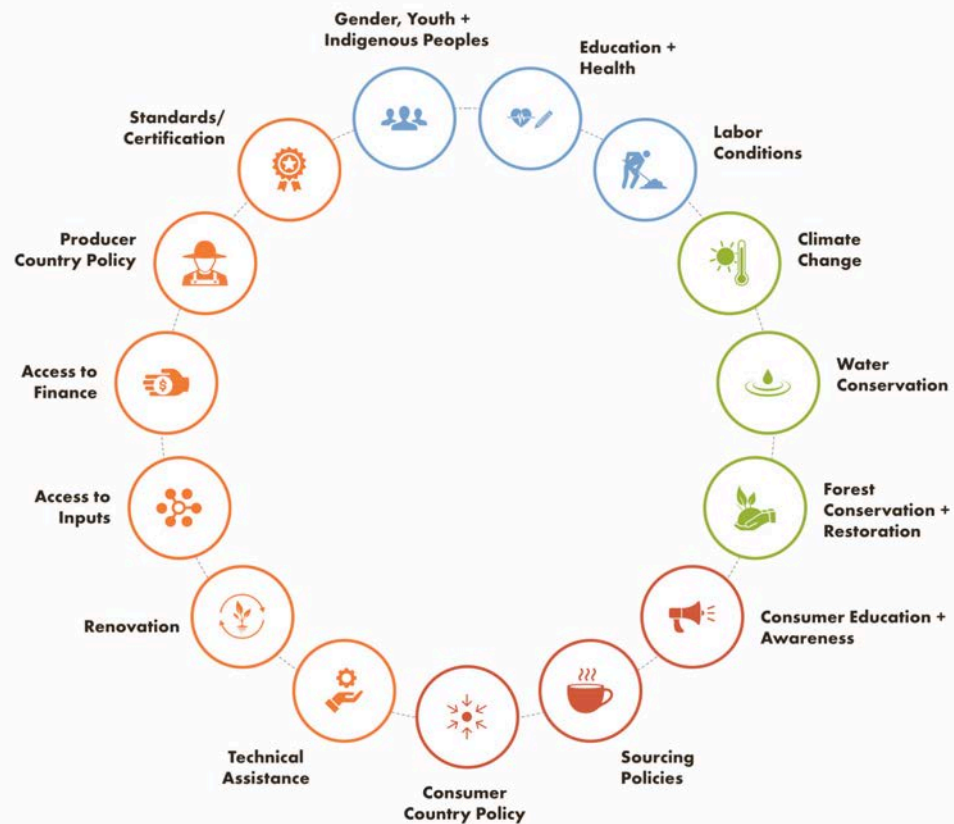 Gender, Youth +
Indigenous Peoples
Education +
Health
Labor
Conditions
Climate
Change
Water
Conservation
Forest
Conservation +
Restoration
Consumer Education +
Awareness
Sourcing
Policies
Consumer
Country Policy
Technical
Assistance
Renovation
Access to
Inputs
Access to
Finance
$
Producer
Country Policy
Standards/
Certification